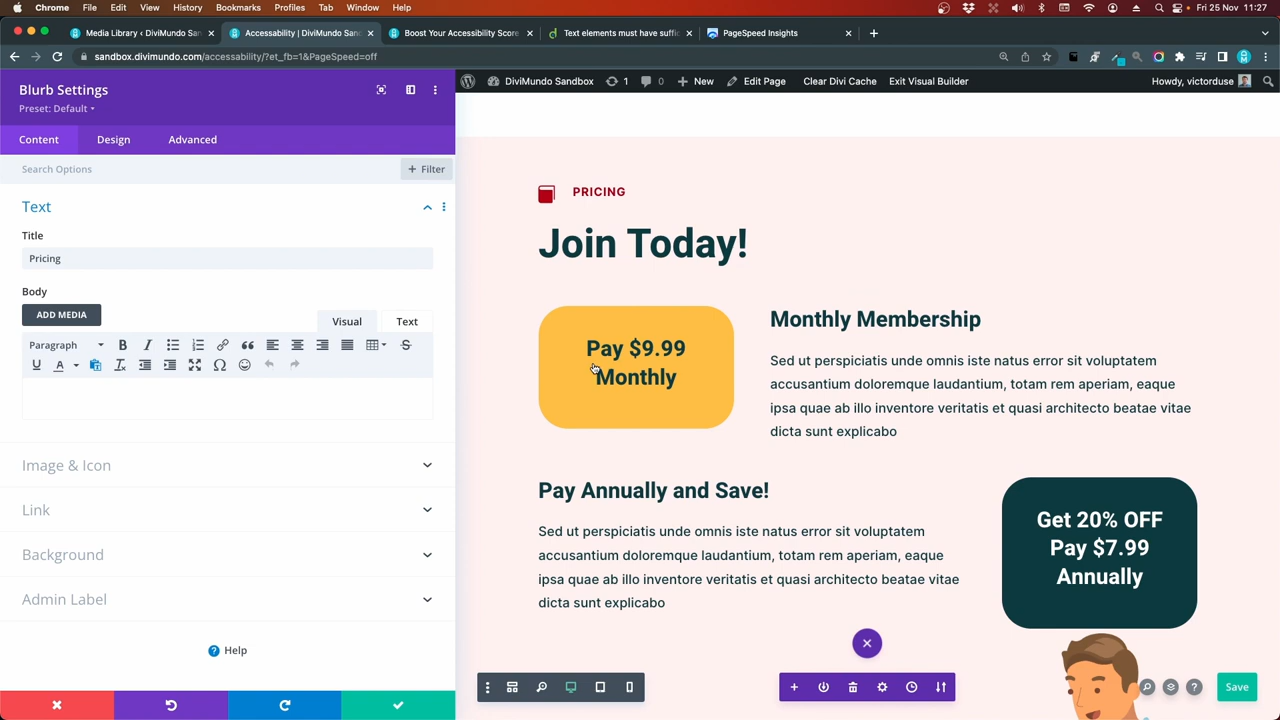 Chrome File Edit View History Bookmarks Profiles Tab Window Help Fri 25 Nov 11:27
Media Library ‹ DiviMundo San
Accessability | DiviMundo San
Boost Your Accessibility Score
Text elements must have suffic
PageSpeed Insights
sandbox.divimundo.com/accessability/?et_fb=1&PageSpeed=off
DiviMundo Sandbox 1 0 New Edit Page Clear Divi Cache Exit Visual Builder Howdy, victorduse
Blurb Settings
Preset: Default
Content Design Advanced
Search Options + Filter
Text
Title
Pricing
Body
ADD MEDIA
Visual Text
Paragraph
Image & Icon
Link
Background
Admin Label
Help
PRICING
Join Today!
Pay $9.99
Monthly
Monthly Membership
Sed ut perspiciatis unde omnis iste natus error sit voluptatem
accusantium doloremque laudantium, totam rem aperiam, eaque
ipsa quae ab illo inventore veritatis et quasi architecto beatae vitae
dicta sunt explicabo
Pay Annually and Save!
Sed ut perspiciatis unde omnis iste natus error sit voluptatem
accusantium doloremque laudantium, totam rem aperiam, eaque
ipsa quae ab illo inventore veritatis et quasi architecto beatae vitae
dicta sunt explicabo
Get 20% OFF
Pay $7.99
Annually
Save